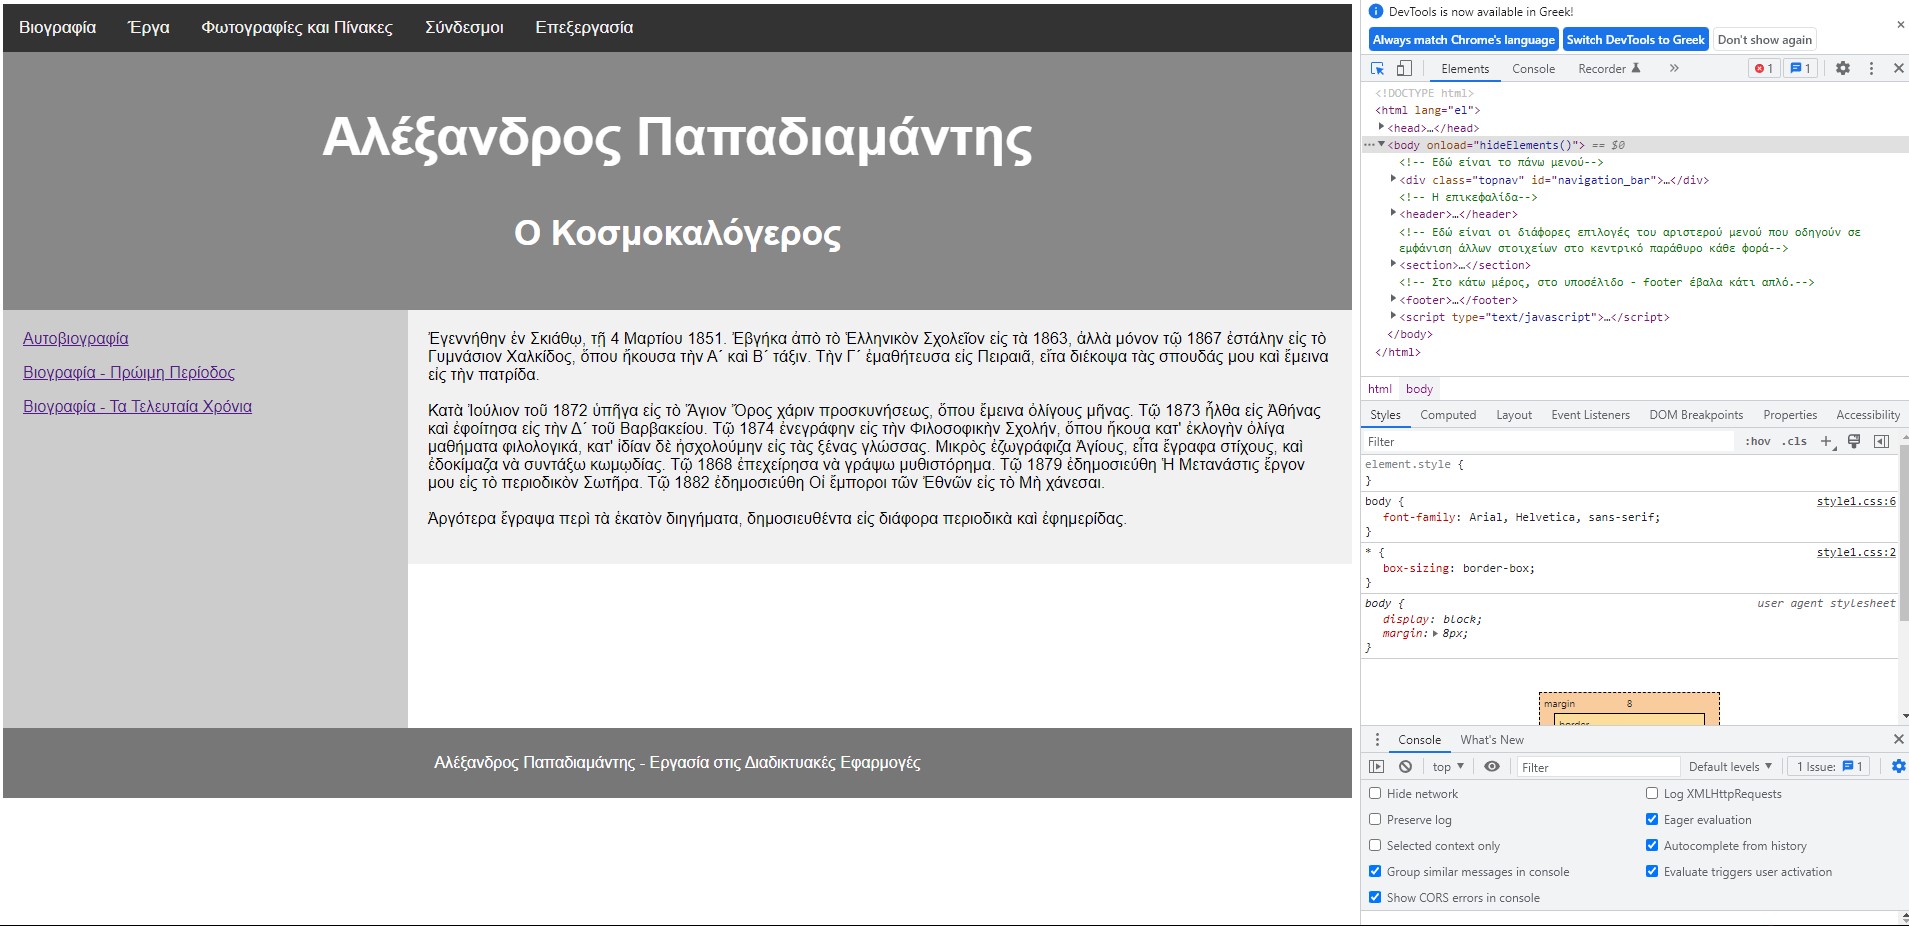 Βιογραφία Έργα Φωτογραφίες και Πίνακες Σύνδεσμοι Επεξεργασία
Αλέξανδρος Παπαδιαμάντης
Ο Κοσμοκαλόγερος
Αυτοβιογραφία
Βιογραφία - Πρώιμη Περίοδος
Βιογραφία - Τα Τελευταία Χρόνια
Ἐγεννήθην ἐν Σκιάθῳ, τῇ 4 Μαρτίου 1851. Ἐβγήκα ἀπὸ τὸ Ἑλληνικὸν Σχολεῖον εἰς τὰ 1863, ἀλλὰ μόνον τῷ 1867 ἐστάλην εἰς τὸ
Γυμνάσιον Χαλκίδος, ὅπου ἤκουσα τὴν Α΄ καὶ Β΄ τάξιν. Τὴν Γ΄ ἐμαθήτευσα εἰς Πειραιᾶ, εἶτα διέκοψα τὰς σπουδάς μου καὶ ἔμεινα
εἰς τὴν πατρίδα.
Κατὰ Ἰούλιον τοῦ 1872 ὑπῆγα εἰς τὸ Ἅγιον Ὄρος χάριν προσκυνήσεως, ὅπου ἔμεινα ὀλίγους μῆνας. Τῷ 1873 ἦλθα εἰς Ἀθήνας
καὶ ἐφοίτησα εἰς τὴν Δ΄ τοῦ Βαρβακείου. Τῷ 1874 ἐνεγράφην εἰς τὴν Φιλοσοφικὴν Σχολήν, ὅπου ἤκουα κατ' ἐκλογὴν ὀλίγα
μαθήματα φιλολογικά, κατ' ἰδίαν δὲ ἠσχολούμην εἰς τὰς ξένας γλώσσας. Μικρὸς ἐζωγράφιζα Ἁγίους, εἶτα ἔγραφα στίχους, καὶ
ἐδοκίμαζα νὰ συντάξω κωμῳδίας. Τῷ 1868 ἐπεχείρησα νὰ γράψω μυθιστόρημα. Τῷ 1879 ἐδημοσιεύθη Ἡ Μετανάστις ἔργον
μου εἰς τὸ περιοδικὸν Σωτῆρα. Τῷ 1882 ἐδημοσιεύθη Οἱ ἔμποροι τῶν Ἐθνῶν εἰς τὸ Μὴ χάνεσαι.
Ἀργότερα ἔγραψα περὶ τὰ ἑκατὸν διηγήματα, δημοσιευθέντα εἰς διάφορα περιοδικὰ καὶ ἐφημερίδας.
Αλέξανδρος Παπαδιαμάντης - Εργασία στις Διαδικτυακές Εφαρμογές
DevTools is now available in Greek!
Always match Chrome's language Switch DevTools to Greek Don't show again
Elements Console Recorder 1 1
<!DOCTYPE html>
<html lang="el">
<head>…</head>
<body onload="hideElements()"> == $0
<!-- Εδώ είναι το πάνω μενού-->
<div class="topnav" id="navigation_bar">…</div>
<!-- Η επικεφαλίδα-->
<header>…</header>
<!-- Εδώ είναι οι διάφορες επιλογές του αριστερού μενού που οδηγούν σε
εμφάνιση άλλων στοιχείων στο κεντρικό παράθυρο κάθε φορά-->
<section>…</section>
<!-- Στο κάτω μέρος, στο υποσέλιδο - footer έβαλα κάτι απλό.-->
<footer>…</footer>
<script type="text/javascript">…</script>
</body>
</html>
html body
Styles Computed Layout Event Listeners DOM Breakpoints Properties Accessibility
Filter :hov .cls
element.style {
}
body { style1.css:6
font-family: Arial, Helvetica, sans-serif;
}
* { style1.css:2
box-sizing: border-box;
}
body { user agent stylesheet
display: block;
margin: 8px;
}
margin 8
border
Console What's New
top Filter Default levels 1 Issue: 1
Hide network Log XMLHttpRequests
Preserve log Eager evaluation
Selected context only Autocomplete from history
Group similar messages in console Evaluate triggers user activation
Show CORS errors in console